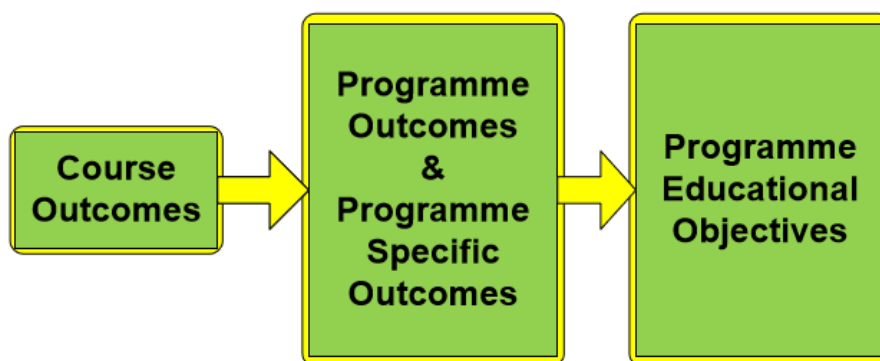 Course
Outcomes
Programme
Outcomes
&
Programme
Specific
Outcomes
Programme
Educational
Objectives